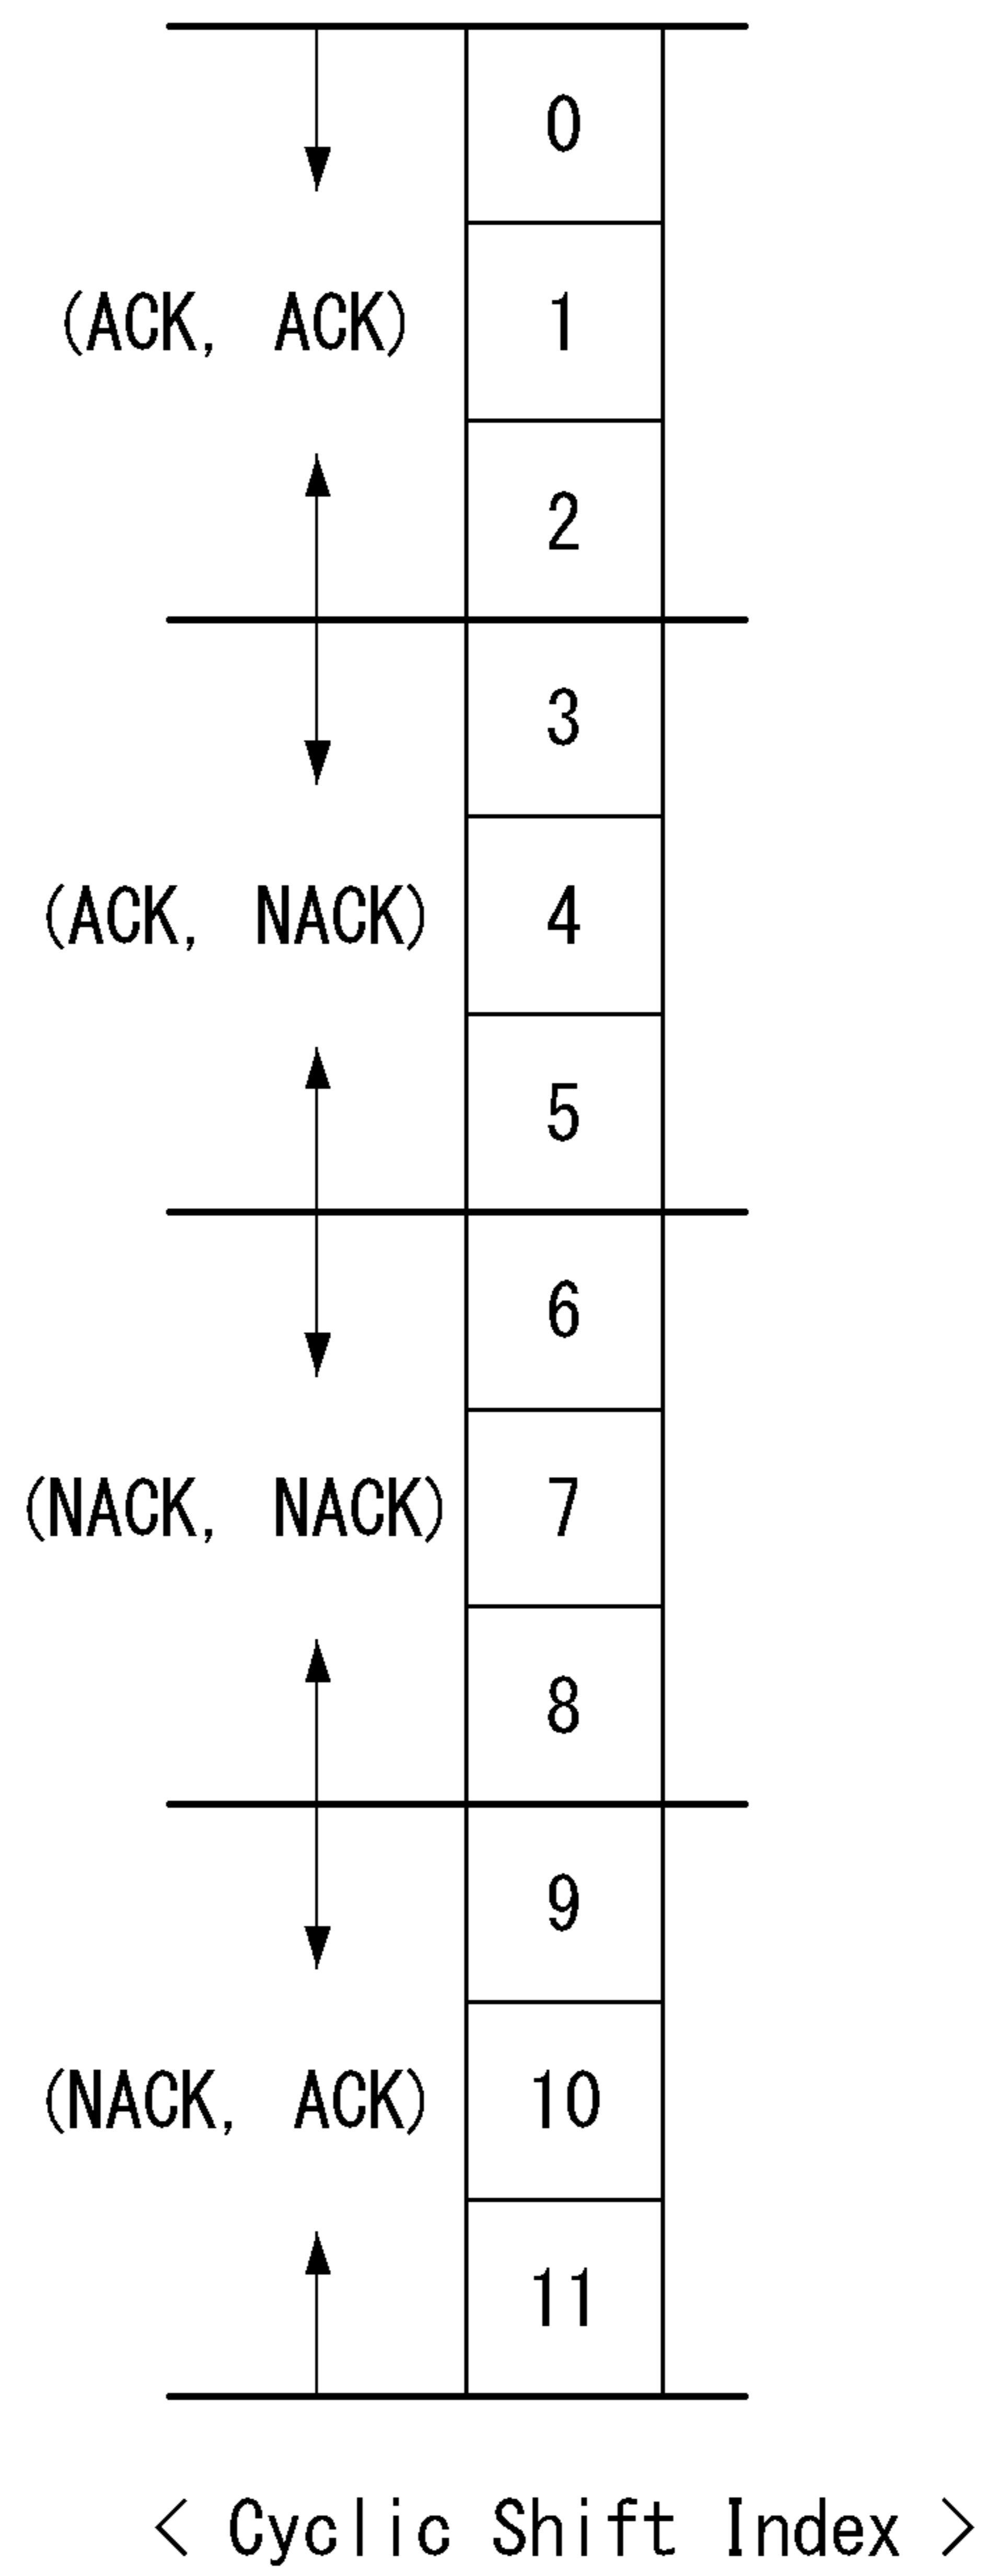 0
(ACK, ACK) 1
2
3
(ACK, NACK) 4
5
6
(NACK, NACK) 7
8
9
(NACK, ACK) 10
11
< Cyclic Shift Index >